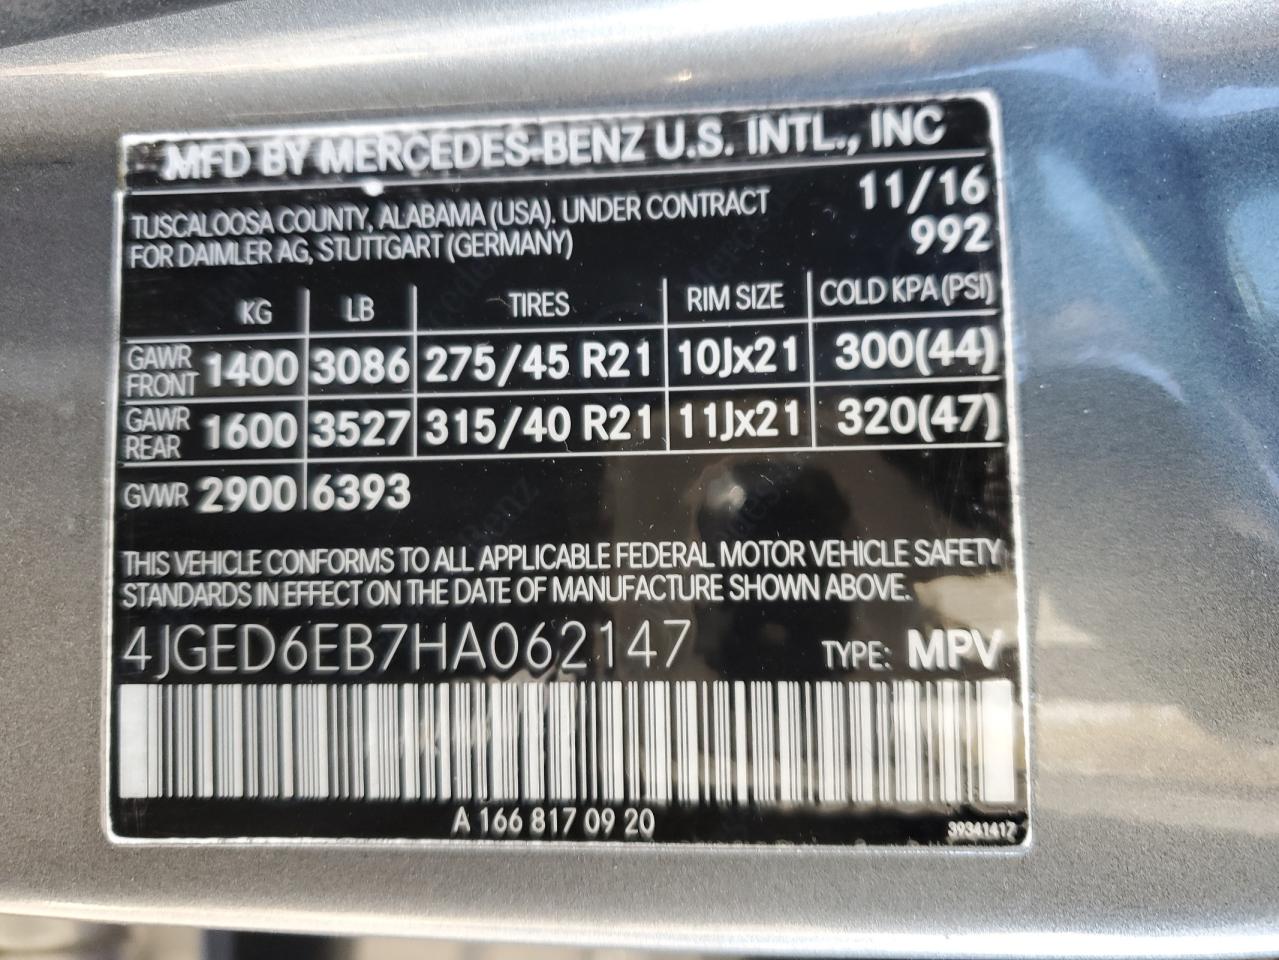 MFD BY MERCEDES-BENZ U.S. INTL., INC
TUSCALOOSA COUNTY, ALABAMA (USA). UNDER CONTRACT
FOR DAIMLER AG, STUTTGART (GERMANY)
11/16
992
KG LB TIRES RIM SIZE COLD KPA (PSI)
GAWR FRONT 1400 3086 275/45 R21 10Jx21 300(44)
GAWR REAR 1600 3527 315/40 R21 11Jx21 320(47)
GVWR 2900 6393
THIS VEHICLE CONFORMS TO ALL APPLICABLE FEDERAL MOTOR VEHICLE SAFETY
STANDARDS IN EFFECT ON THE DATE OF MANUFACTURE SHOWN ABOVE.
4JGED6EB7HA062147 TYPE: MPV
A 166 817 09 20
39341417